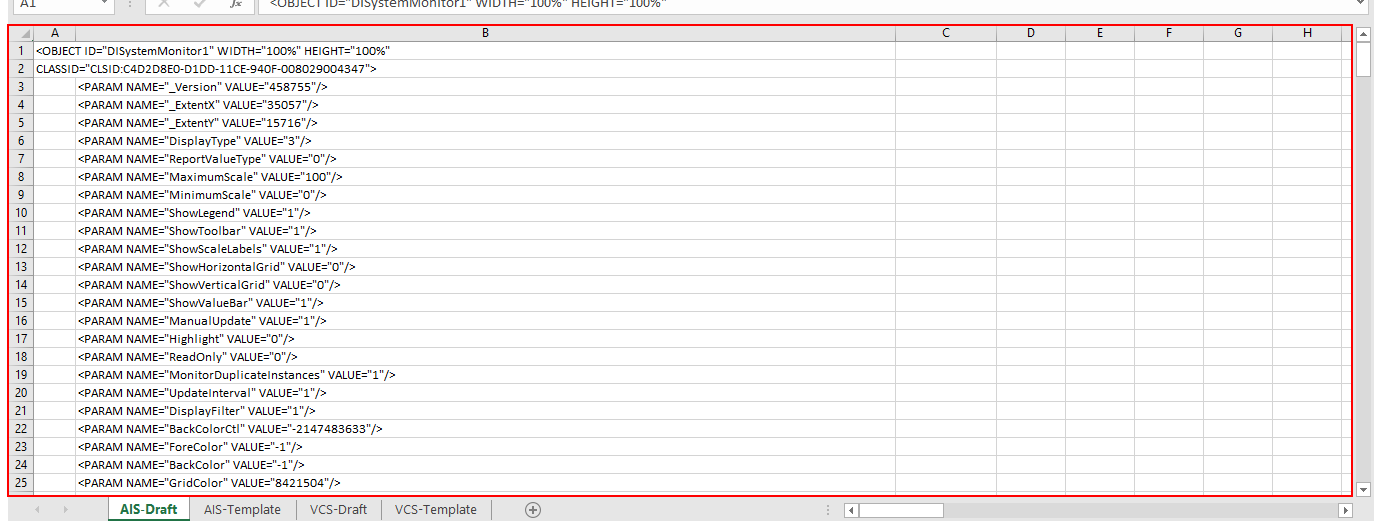 A1 fx <OBJECT ID="DISystemMonitor1" WIDTH="100%" HEIGHT="100%"
A B C D E F G H
1 <OBJECT ID="DISystemMonitor1" WIDTH="100%" HEIGHT="100%"
2 CLASSID="CLSID:C4D2D8E0-D1DD-11CE-940F-008029004347">
3 <PARAM NAME="_Version" VALUE="458755"/>
4 <PARAM NAME="_ExtentX" VALUE="35057"/>
5 <PARAM NAME="_ExtentY" VALUE="15716"/>
6 <PARAM NAME="DisplayType" VALUE="3"/>
7 <PARAM NAME="ReportValueType" VALUE="0"/>
8 <PARAM NAME="MaximumScale" VALUE="100"/>
9 <PARAM NAME="MinimumScale" VALUE="0"/>
10 <PARAM NAME="ShowLegend" VALUE="1"/>
11 <PARAM NAME="ShowToolbar" VALUE="1"/>
12 <PARAM NAME="ShowScaleLabels" VALUE="1"/>
13 <PARAM NAME="ShowHorizontalGrid" VALUE="0"/>
14 <PARAM NAME="ShowVerticalGrid" VALUE="0"/>
15 <PARAM NAME="ShowValueBar" VALUE="1"/>
16 <PARAM NAME="ManualUpdate" VALUE="1"/>
17 <PARAM NAME="Highlight" VALUE="0"/>
18 <PARAM NAME="ReadOnly" VALUE="0"/>
19 <PARAM NAME="MonitorDuplicateInstances" VALUE="1"/>
20 <PARAM NAME="UpdateInterval" VALUE="1"/>
21 <PARAM NAME="DisplayFilter" VALUE="1"/>
22 <PARAM NAME="BackColorCtl" VALUE="-2147483633"/>
23 <PARAM NAME="ForeColor" VALUE="-1"/>
24 <PARAM NAME="BackColor" VALUE="-1"/>
25 <PARAM NAME="GridColor" VALUE="8421504"/>
AIS-Draft AIS-Template VCS-Draft VCS-Template